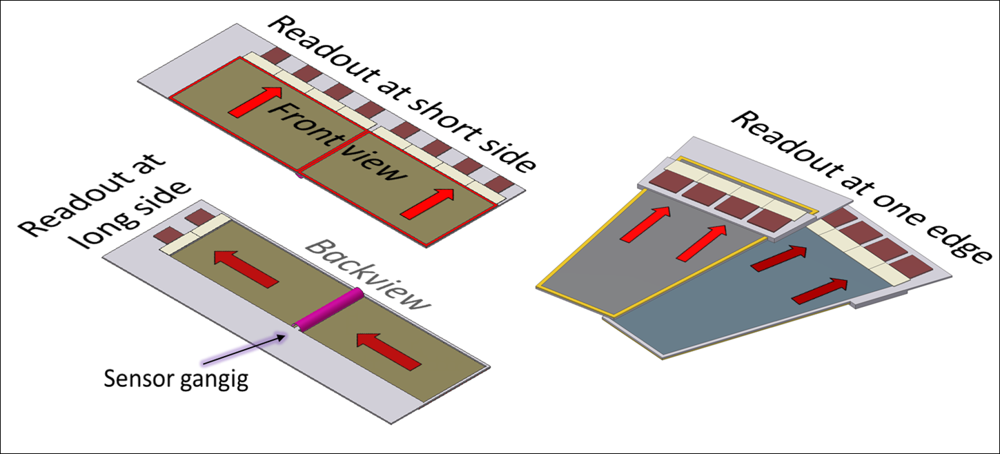 Readout at short side
Front view
Readout at
long side
Backview
Sensor gangig
Readout at one edge